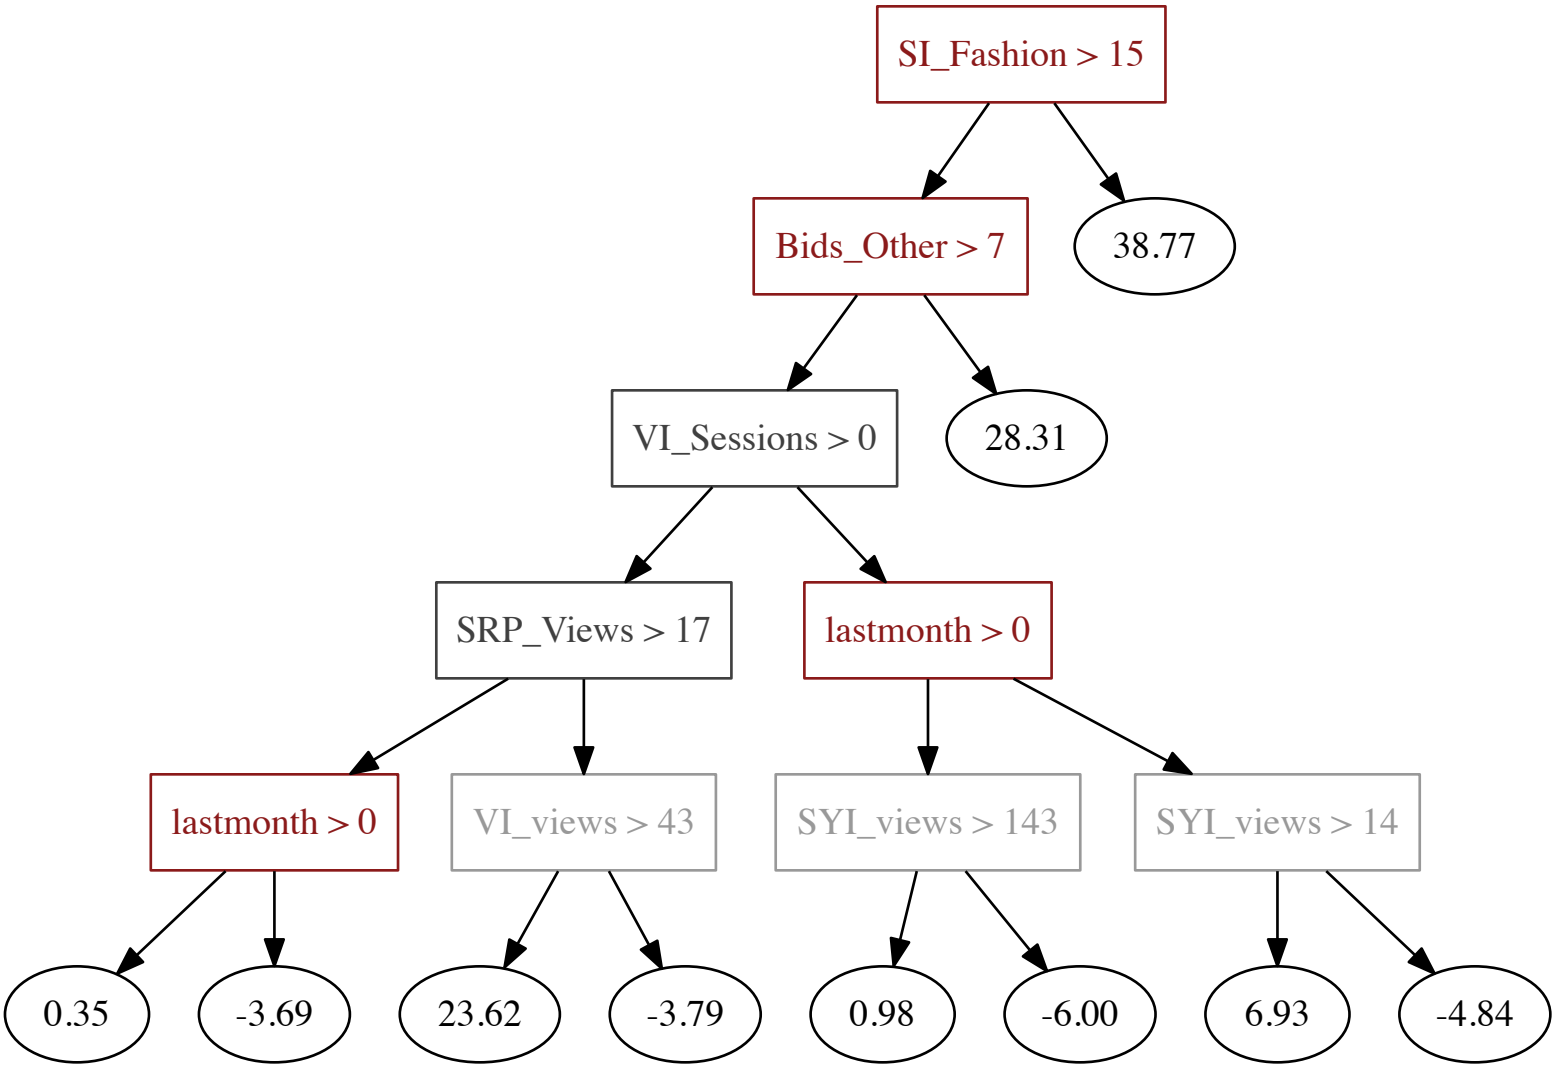 SI_Fashion > 15
Bids_Other > 7
38.77
VI_Sessions > 0
28.31
SRP_Views > 17
lastmonth > 0
lastmonth > 0
VI_views > 43
SYI_views > 143
SYI_views > 14
0.35
-3.69
23.62
-3.79
0.98
-6.00
6.93
-4.84